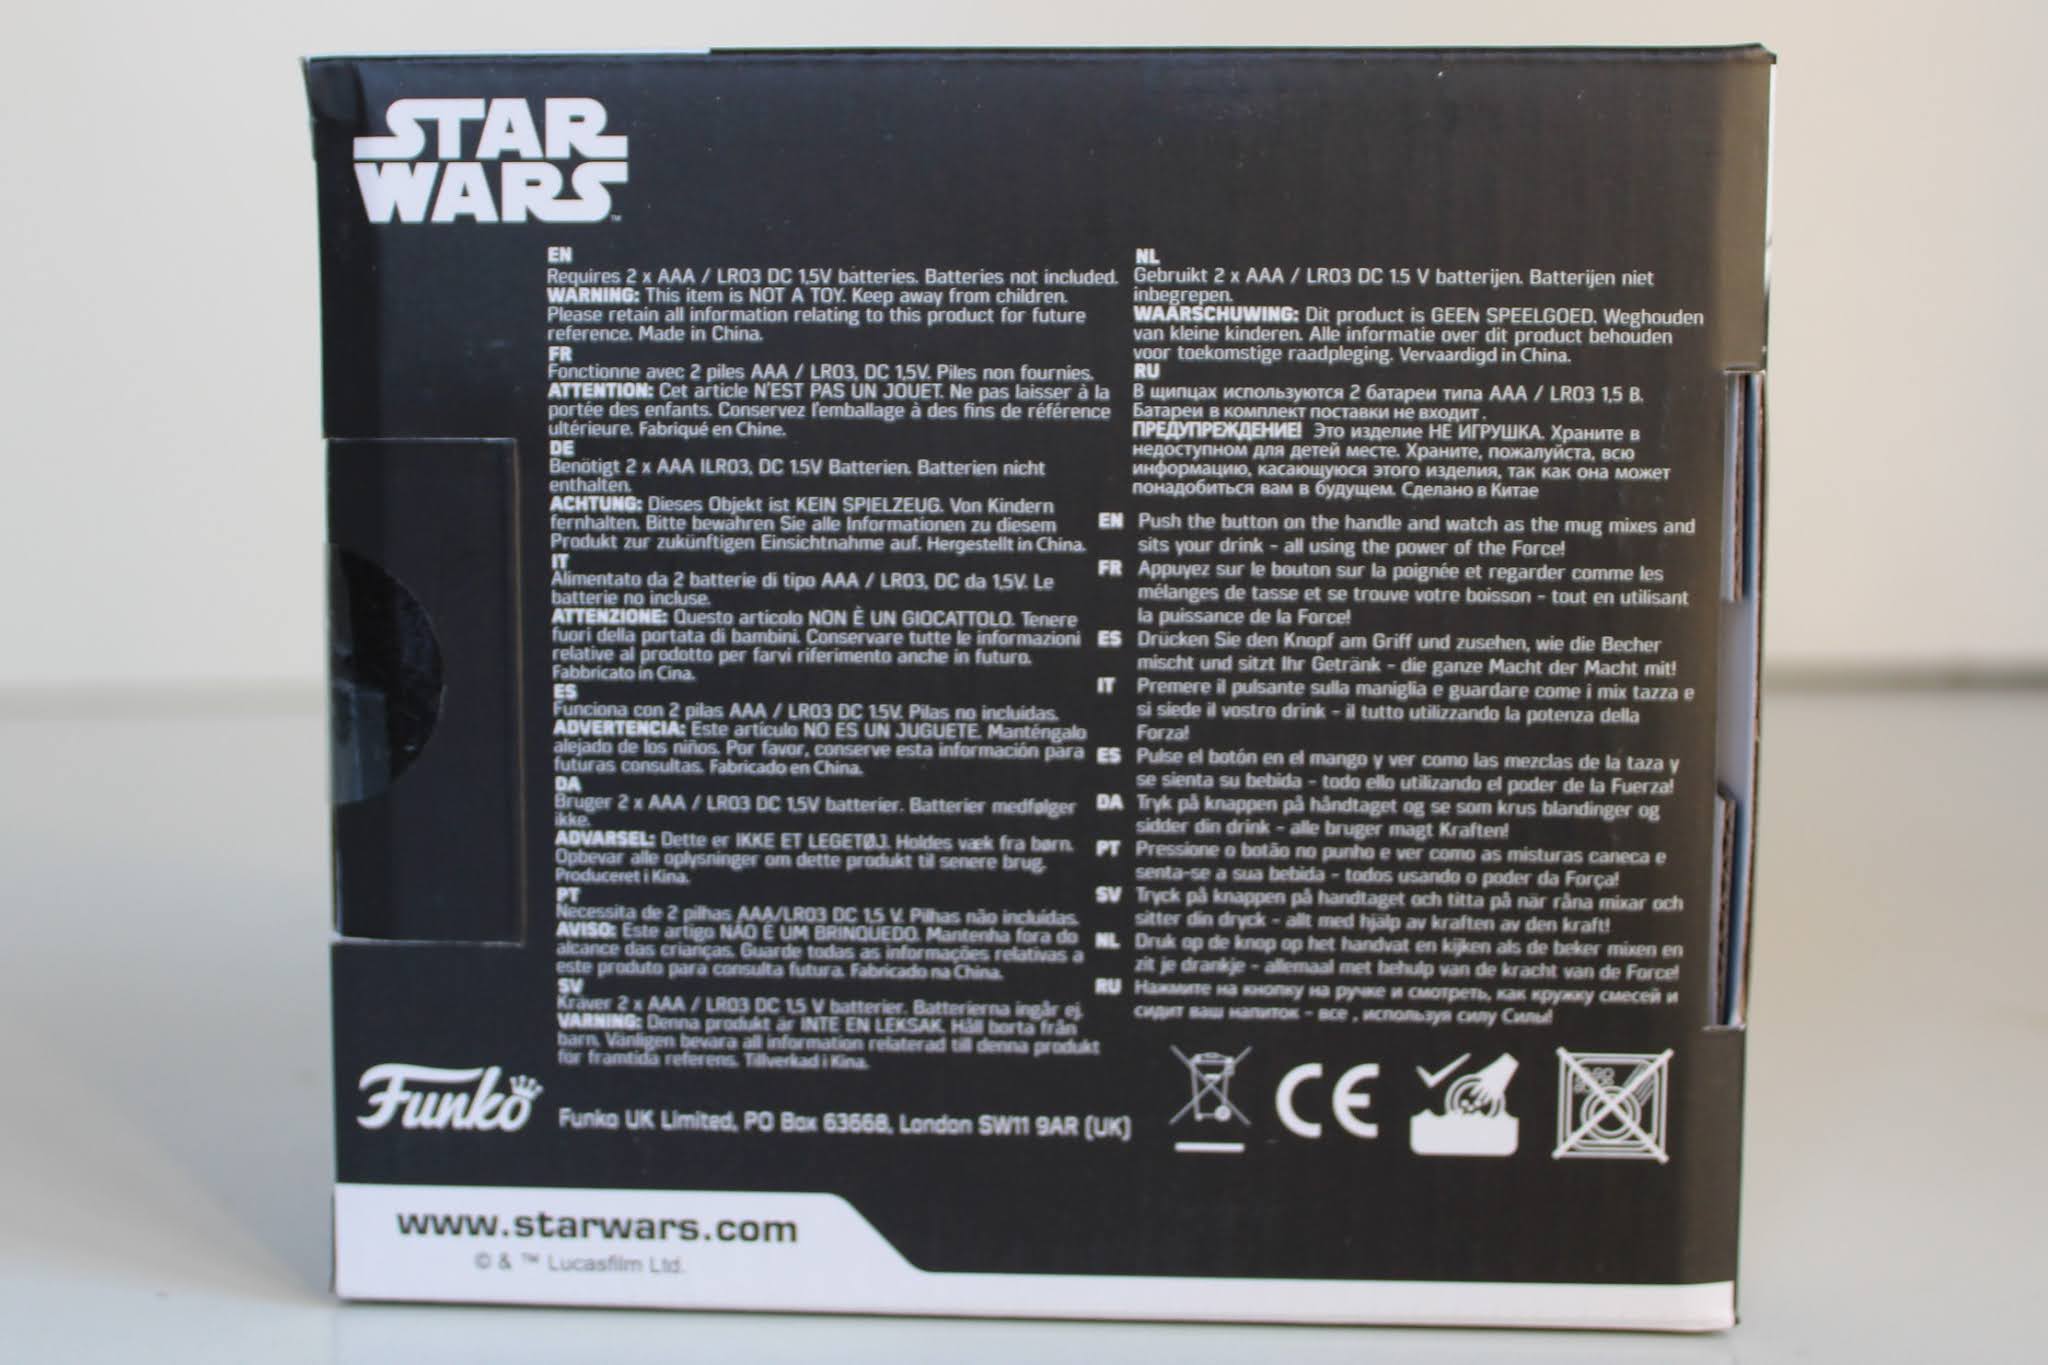 STAR
WARS™
EN
Requires 2 x AAA / LR03 DC 1,5V batteries. Batteries not included.
WARNING: This item is NOT A TOY. Keep away from children.
Please retain all information relating to this product for future
reference. Made in China.
FR
Fonctionne avec 2 piles AAA / LR03, DC 1,5V. Piles non fournies.
ATTENTION: Cet article N'EST PAS UN JOUET. Ne pas laisser à la
portée des enfants. Conservez l'emballage à des fins de référence
ultérieure. Fabriqué en Chine.
DE
Benötigt 2 x AAA ILR03, DC 1.5V Batterien. Batterien nicht
enthalten.
ACHTUNG: Dieses Objekt ist KEIN SPIELZEUG. Von Kindern
fernhalten. Bitte bewahren Sie alle Informationen zu diesem
Produkt zur zukünftigen Einsichtnahme auf. Hergestellt in China.
IT
Alimentato da 2 batterie di tipo AAA / LR03, DC da 1,5V. Le
batterie no incluse.
ATTENZIONE: Questo articolo NON È UN GIOCATTOLO. Tenere
fuori della portata di bambini. Conservare tutte le informazioni
relative al prodotto per farvi riferimento anche in futuro.
Fabbricato in Cina.
ES
Funciona con 2 pilas AAA / LR03 DC 1.5V. Pilas no incluidas.
ADVERTENCIA: Este artículo NO ES UN JUGUETE. Manténgalo
alejado de los niños. Por favor, conserve esta información para
futuras consultas. Fabricado en China.
DA
Bruger 2 x AAA / LR03 DC 1,5V batterier. Batterier medfølger
ikke.
ADVARSEL: Dette er IKKE ET LEGETØJ. Holdes væk fra børn.
Opbevar alle oplysninger om dette produkt til senere brug.
Produceret i Kina.
PT
Necessita de 2 pilhas AAA/LR03 DC 1,5 V. Pilhas não incluídas.
AVISO: Este artigo NÃO É UM BRINQUEDO. Mantenha fora do
alcance das crianças. Guarde todas as informações relativas a
este produto para consulta futura. Fabricado na China.
SV
Kräver 2 x AAA / LR03 DC 1,5 V batterier. Batterierna ingår ej.
VARNING: Denna produkt är INTE EN LEKSAK. Håll borta från
barn. Vänligen bevara all information relaterad till denna produkt
för framtida referens. Tillverkad i Kina.
NL
Gebruikt 2 x AAA / LR03 DC 1.5 V batterijen. Batterijen niet
inbegrepen.
WAARSCHUWING: Dit product is GEEN SPEELGOED. Weghouden
van kleine kinderen. Alle informatie over dit product behouden
voor toekomstige raadpleging. Vervaardigd in China.
RU
В щипцах используются 2 батареи типа AAA / LR03 1,5 В.
Батареи в комплект поставки не входит .
ПРЕДУПРЕЖДЕНИЕ! Это изделие НЕ ИГРУШКА. Храните в
недоступном для детей месте. Храните, пожалуйста, всю
информацию, касающуюся этого изделия, так как она может
понадобиться вам в будущем. Сделано в Китае
EN Push the button on the handle and watch as the mug mixes and
sits your drink - all using the power of the Force!
FR Appuyez sur le bouton sur la poignée et regarder comme les
mélanges de tasse et se trouve votre boisson - tout en utilisant
la puissance de la Force!
ES Drücken Sie den Knopf am Griff und zusehen, wie die Becher
mischt und sitzt Ihr Getränk - die ganze Macht der Macht mit!
IT Premere il pulsante sulla maniglia e guardare come i mix tazza e
si siede il vostro drink - il tutto utilizzando la potenza della
Forza!
ES Pulse el botón en el mango y ver como las mezclas de la taza y
se sienta su bebida - todo ello utilizando el poder de la Fuerza!
DA Tryk på knappen på håndtaget og se som krus blandinger og
sidder din drink - alle bruger magt Kraften!
PT Pressione o botão no punho e ver como as misturas caneca e
senta-se a sua bebida - todos usando o poder da Força!
SV Tryck på knappen på handtaget och titta på när råna mixar och
sitter din dryck - allt med hjälp av kraften av den kraft!
NL Druk op de knop op het handvat en kijken als de beker mixen en
zit je drankje - allemaal met behulp van de kracht van de Force!
RU Нажмите на кнопку на ручке и смотреть, как кружку смесей и
сидит ваш напиток - все , используя силу Силы!
Funko
Funko UK Limited, PO Box 63668, London SW11 9AR (UK)
CE
www.starwars.com
© & ™ Lucasfilm Ltd.